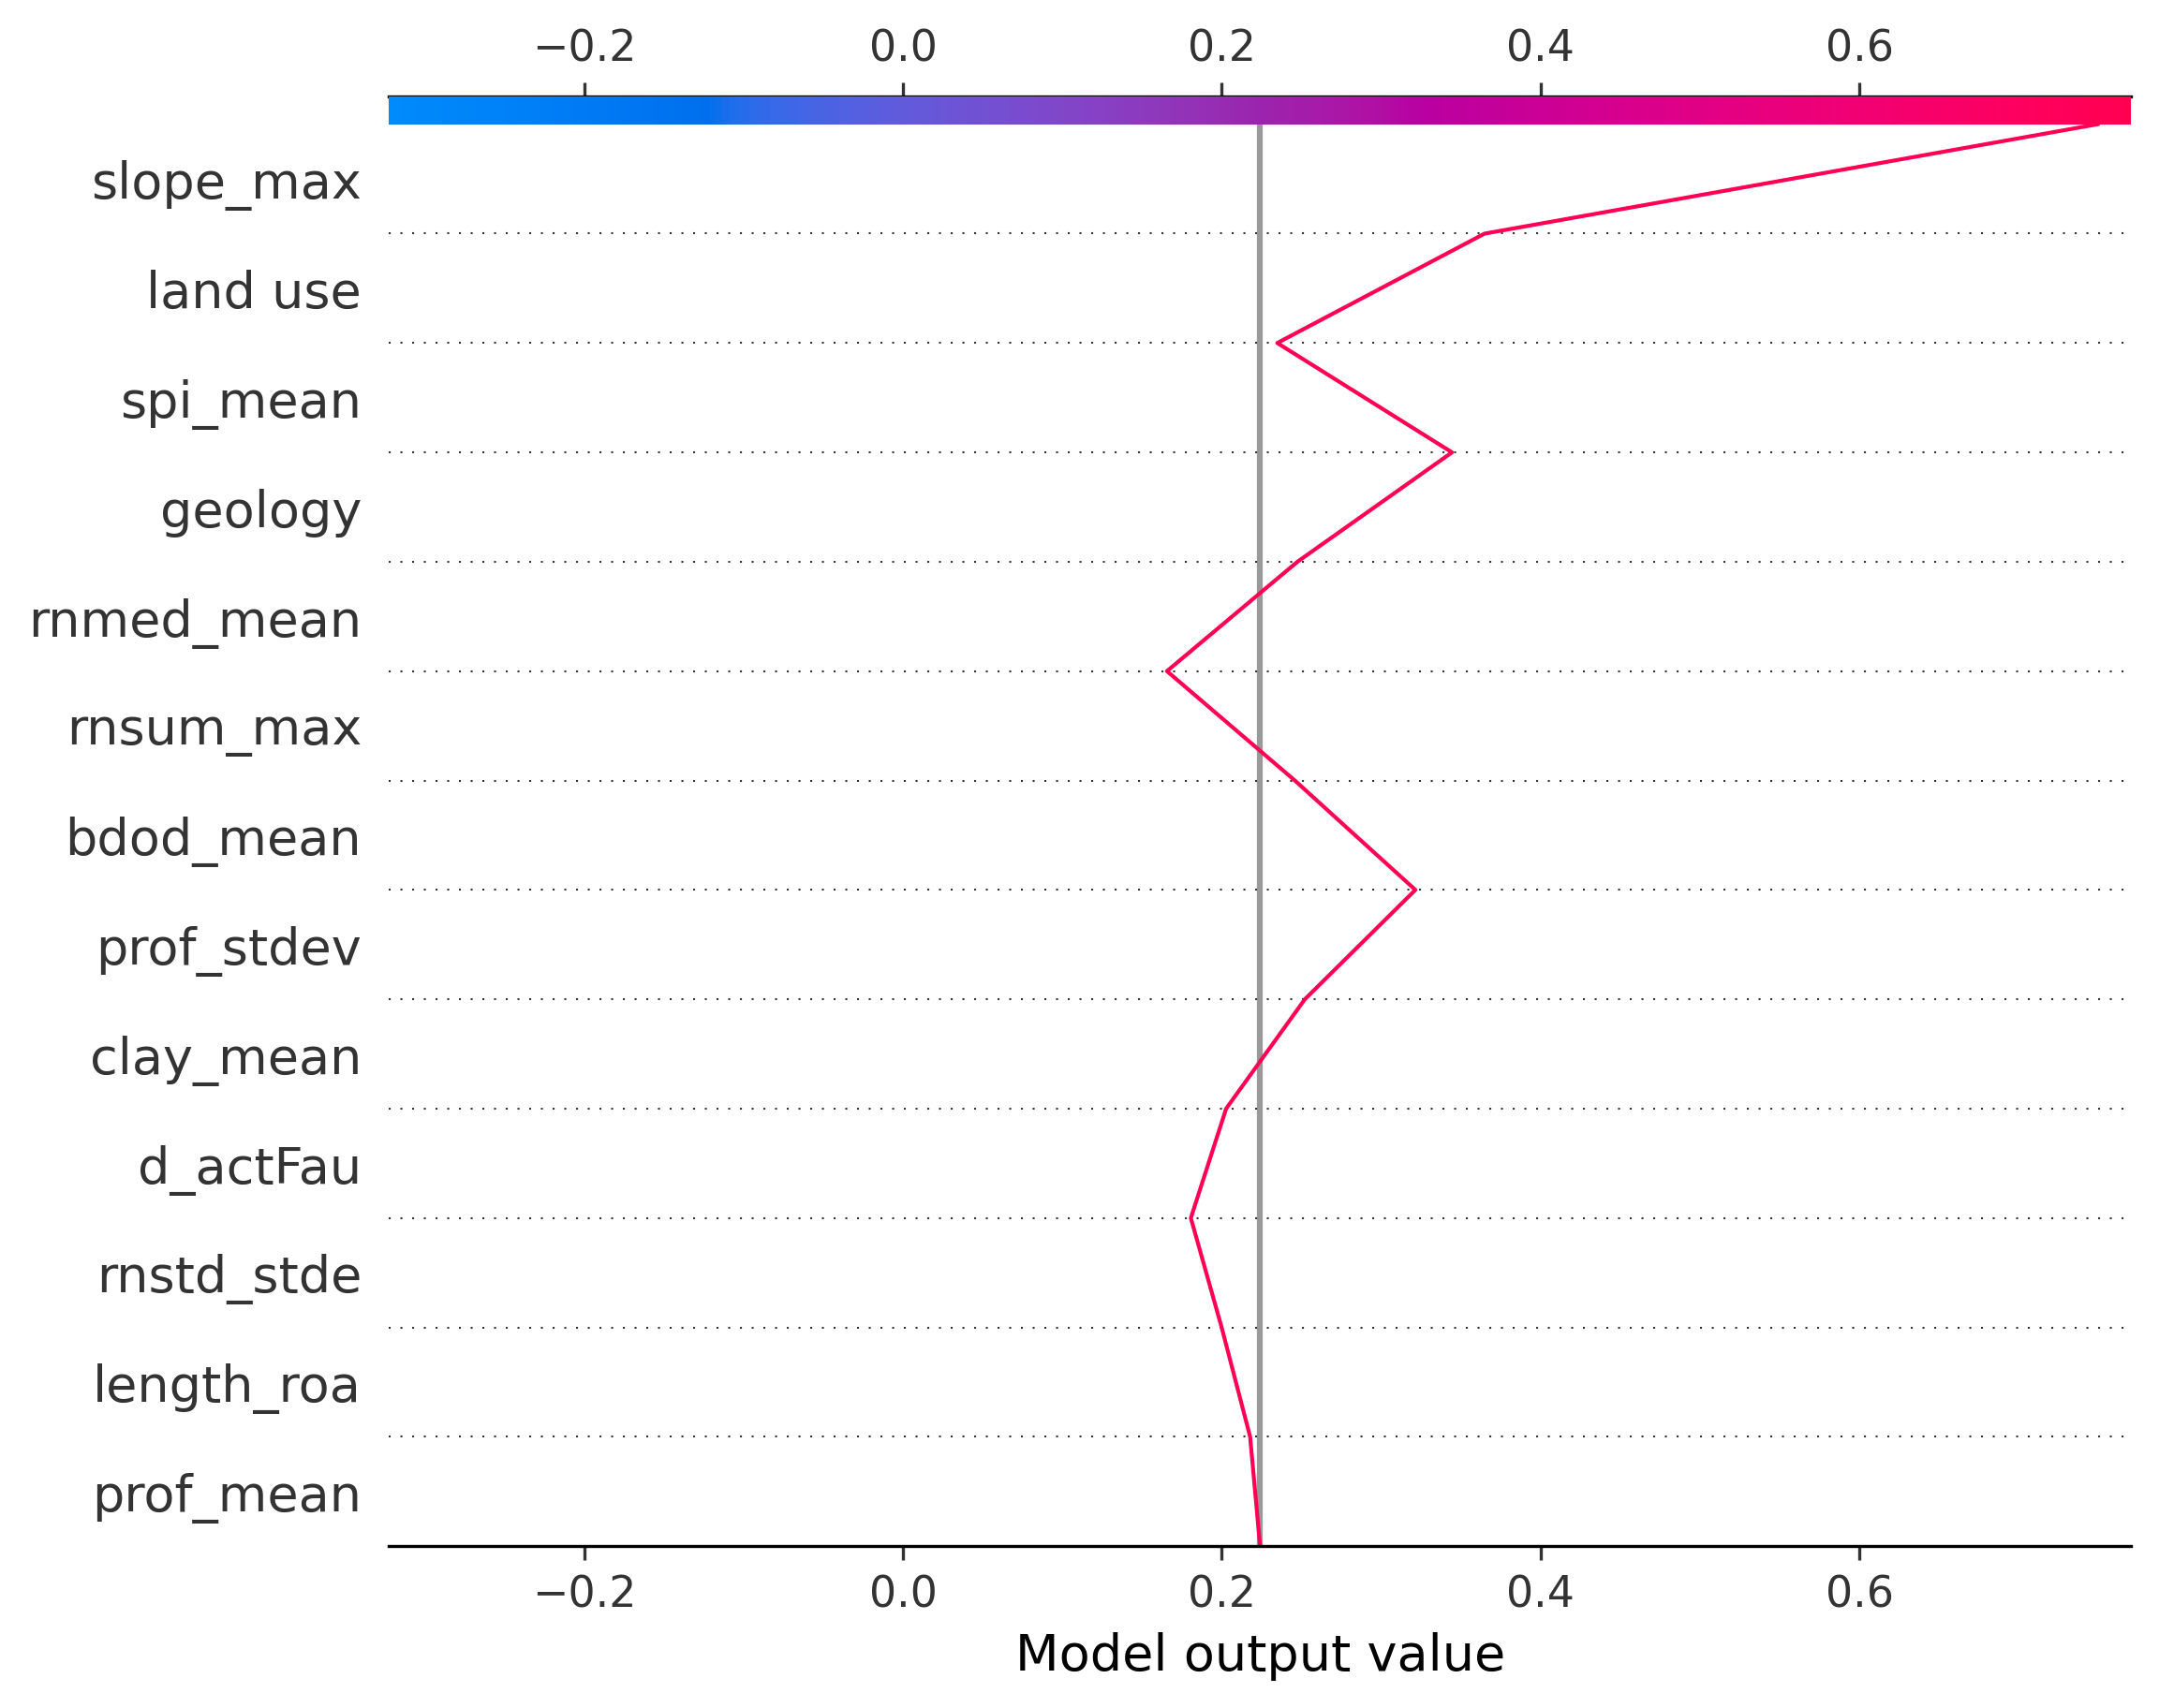 −0.2 0.0 0.2 0.4 0.6
slope_max
land use
spi_mean
geology
rnmed_mean
rnsum_max
bdod_mean
prof_stdev
clay_mean
d_actFau
rnstd_stde
length_roa
prof_mean
−0.2 0.0 0.2 0.4 0.6
Model output value